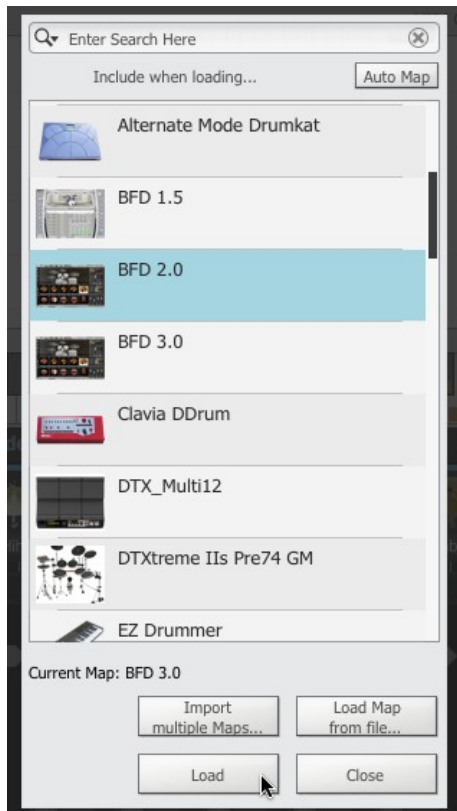 Enter Search Here
Include when loading...
Auto Map
Alternate Mode Drumkat
BFD 1.5
BFD 2.0
BFD 3.0
Clavia DDrum
DTX_Multi12
DTXtreme IIs Pre74 GM
EZ Drummer
Current Map: BFD 3.0
Import
multiple Maps...
Load Map
from file...
Load
Close